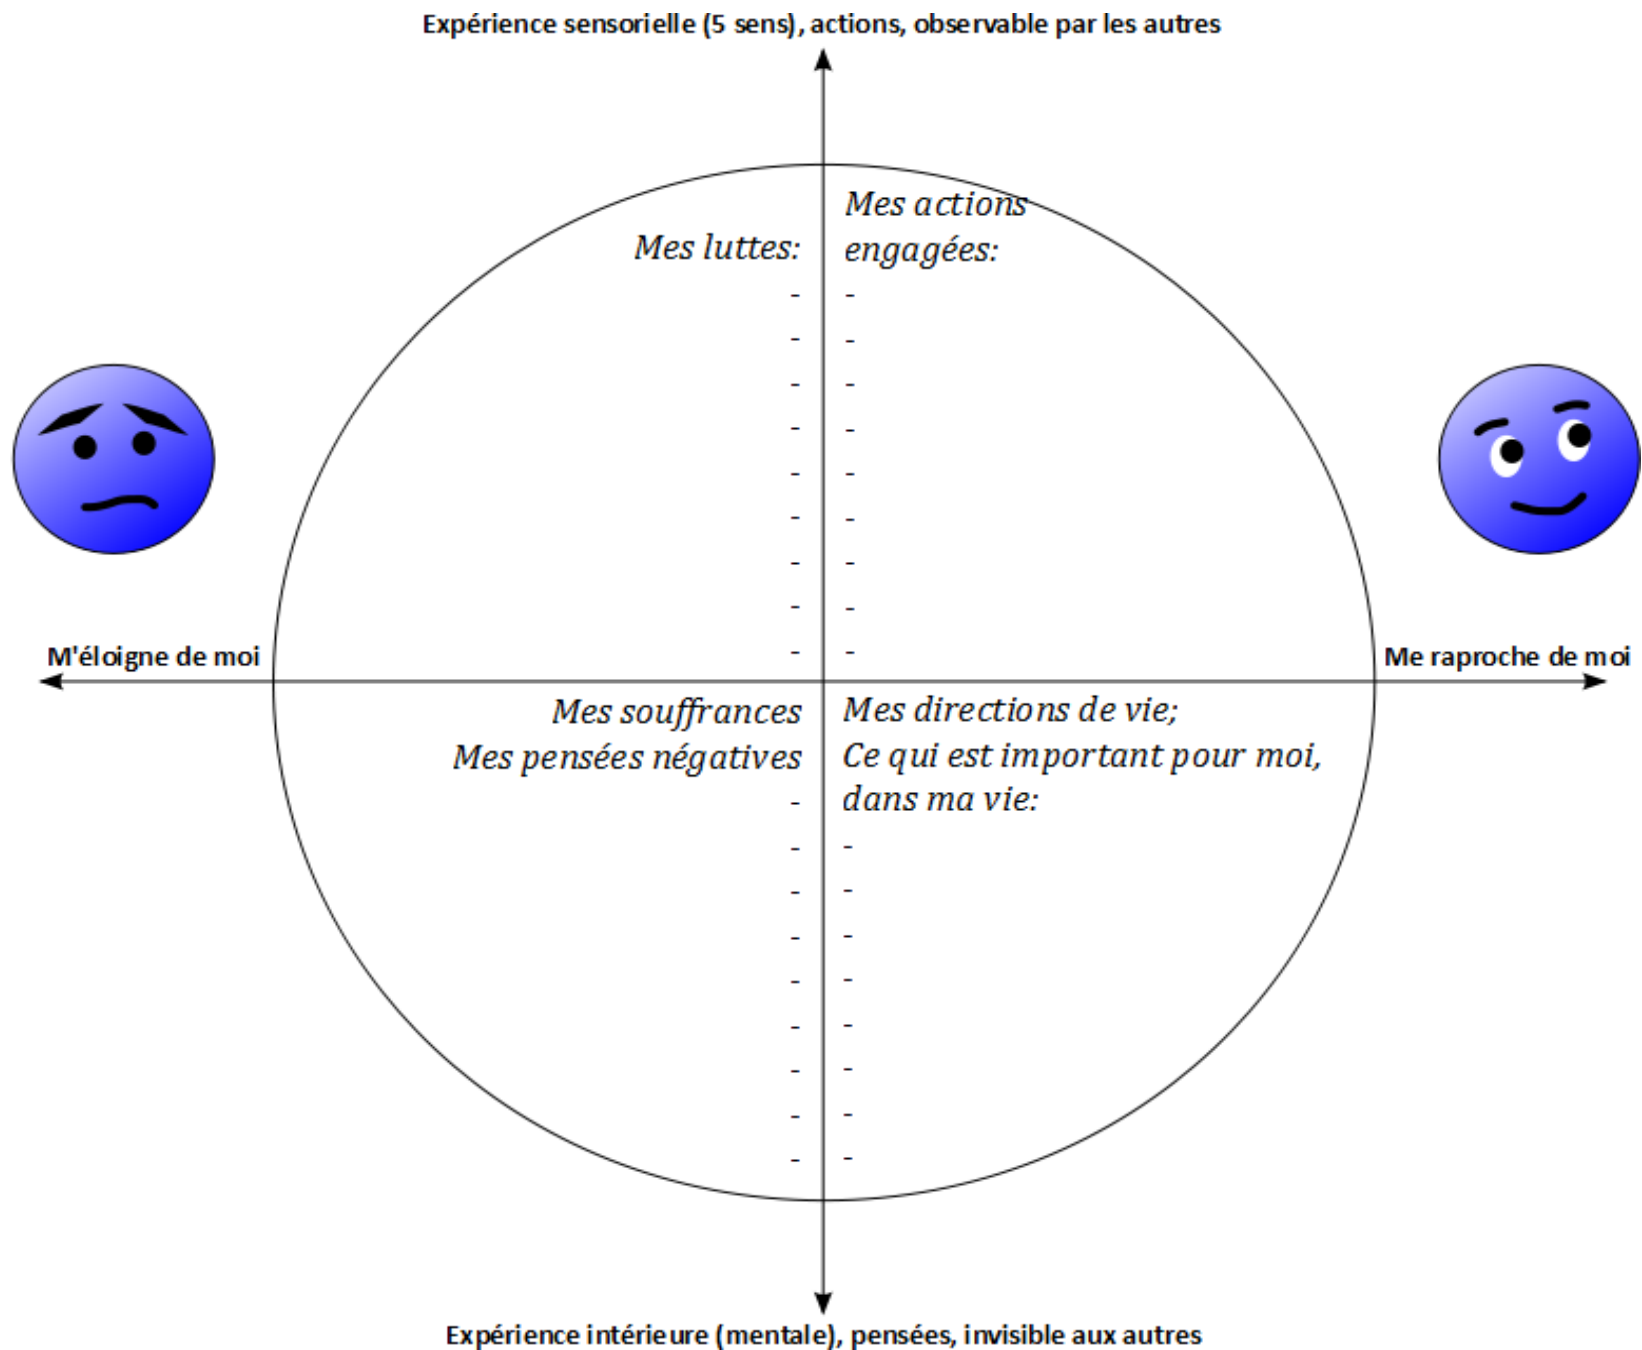 Expérience sensorielle (5 sens), actions, observable par les autres
Mes luttes:
-
-
-
-
-
-
-
-
-
Mes actions
engagées:
-
-
-
-
-
-
-
-
-
M'éloigne de moi
Me raproche de moi
Mes souffrances
Mes pensées négatives
-
-
-
-
-
-
-
-
-
Mes directions de vie;
Ce qui est important pour moi,
dans ma vie:
-
-
-
-
-
-
-
-
Expérience intérieure (mentale), pensées, invisible aux autres